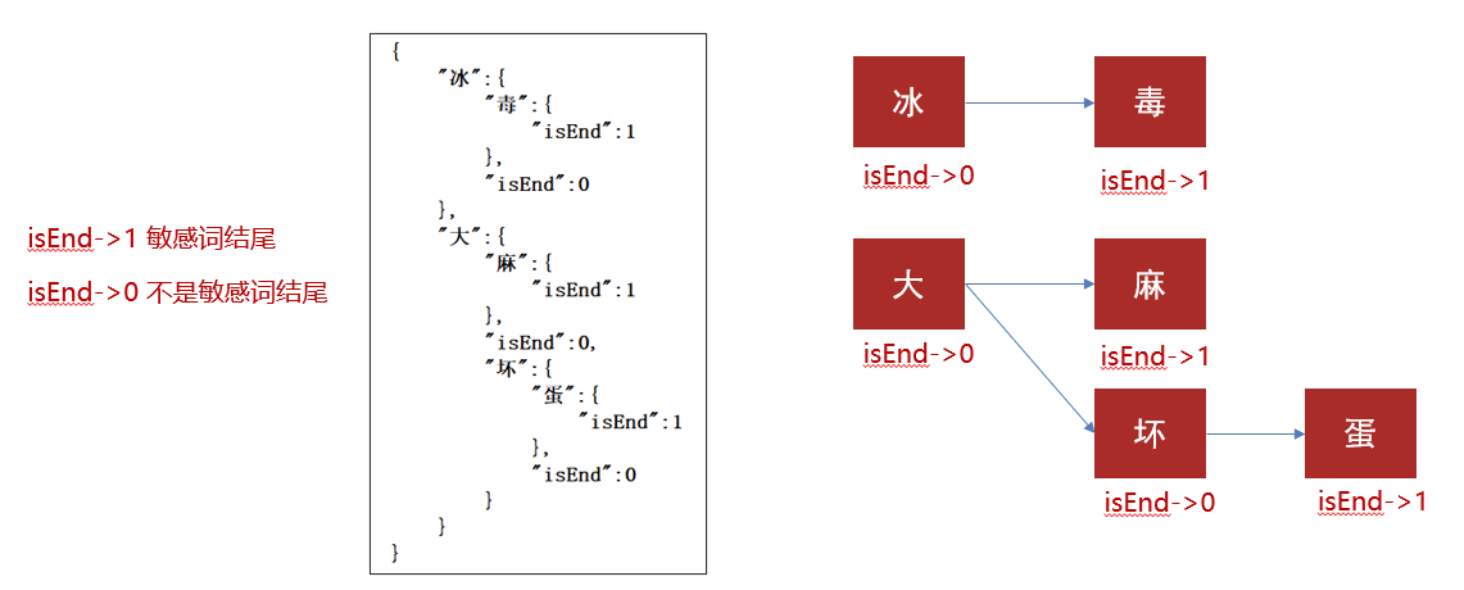 isEnd->1 敏感词结尾
isEnd->0 不是敏感词结尾
{
"冰":{
"毒":{
"isEnd":1
},
"isEnd":0
},
"大":{
"麻":{
"isEnd":1
},
"isEnd":0,
"坏":{
"蛋":{
"isEnd":1
},
"isEnd":0
}
}
}
冰
毒
isEnd->0
isEnd->1
大
麻
isEnd->0
isEnd->1
坏
蛋
isEnd->0
isEnd->1